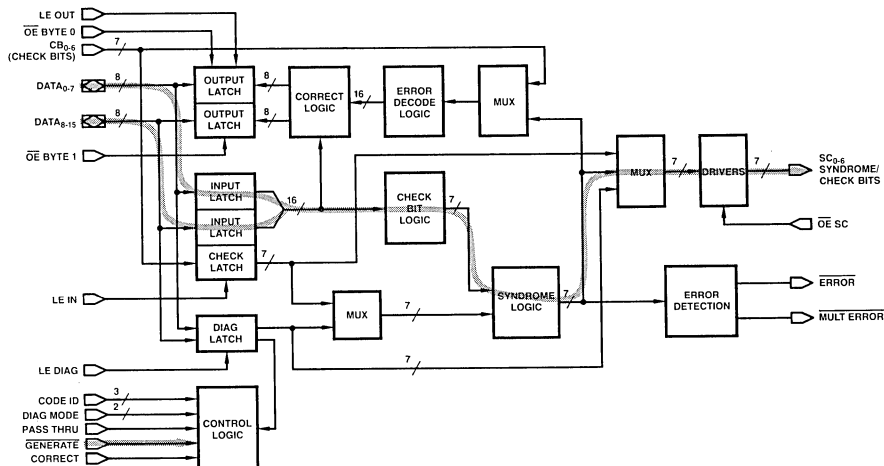 LE OUT
OE BYTE 0
CB0-6
(CHECK BITS)
7
DATA0-7
8
DATA8-15
8
OE BYTE 1
OUTPUT
LATCH
OUTPUT
LATCH
8
8
CORRECT
LOGIC
16
ERROR
DECODE
LOGIC
MUX
INPUT
LATCH
INPUT
LATCH
CHECK
LATCH
16
7
CHECK
BIT
LOGIC
7
MUX
7
DRIVERS
7
SC0-6
SYNDROME/
CHECK BITS
OE SC
LE IN
MUX
7
SYNDROME
LOGIC
7
ERROR
DETECTION
ERROR
MULT ERROR
DIAG
LATCH
7
LE DIAG
CODE ID
3
DIAG MODE
2
PASS THRU
GENERATE
CORRECT
CONTROL
LOGIC